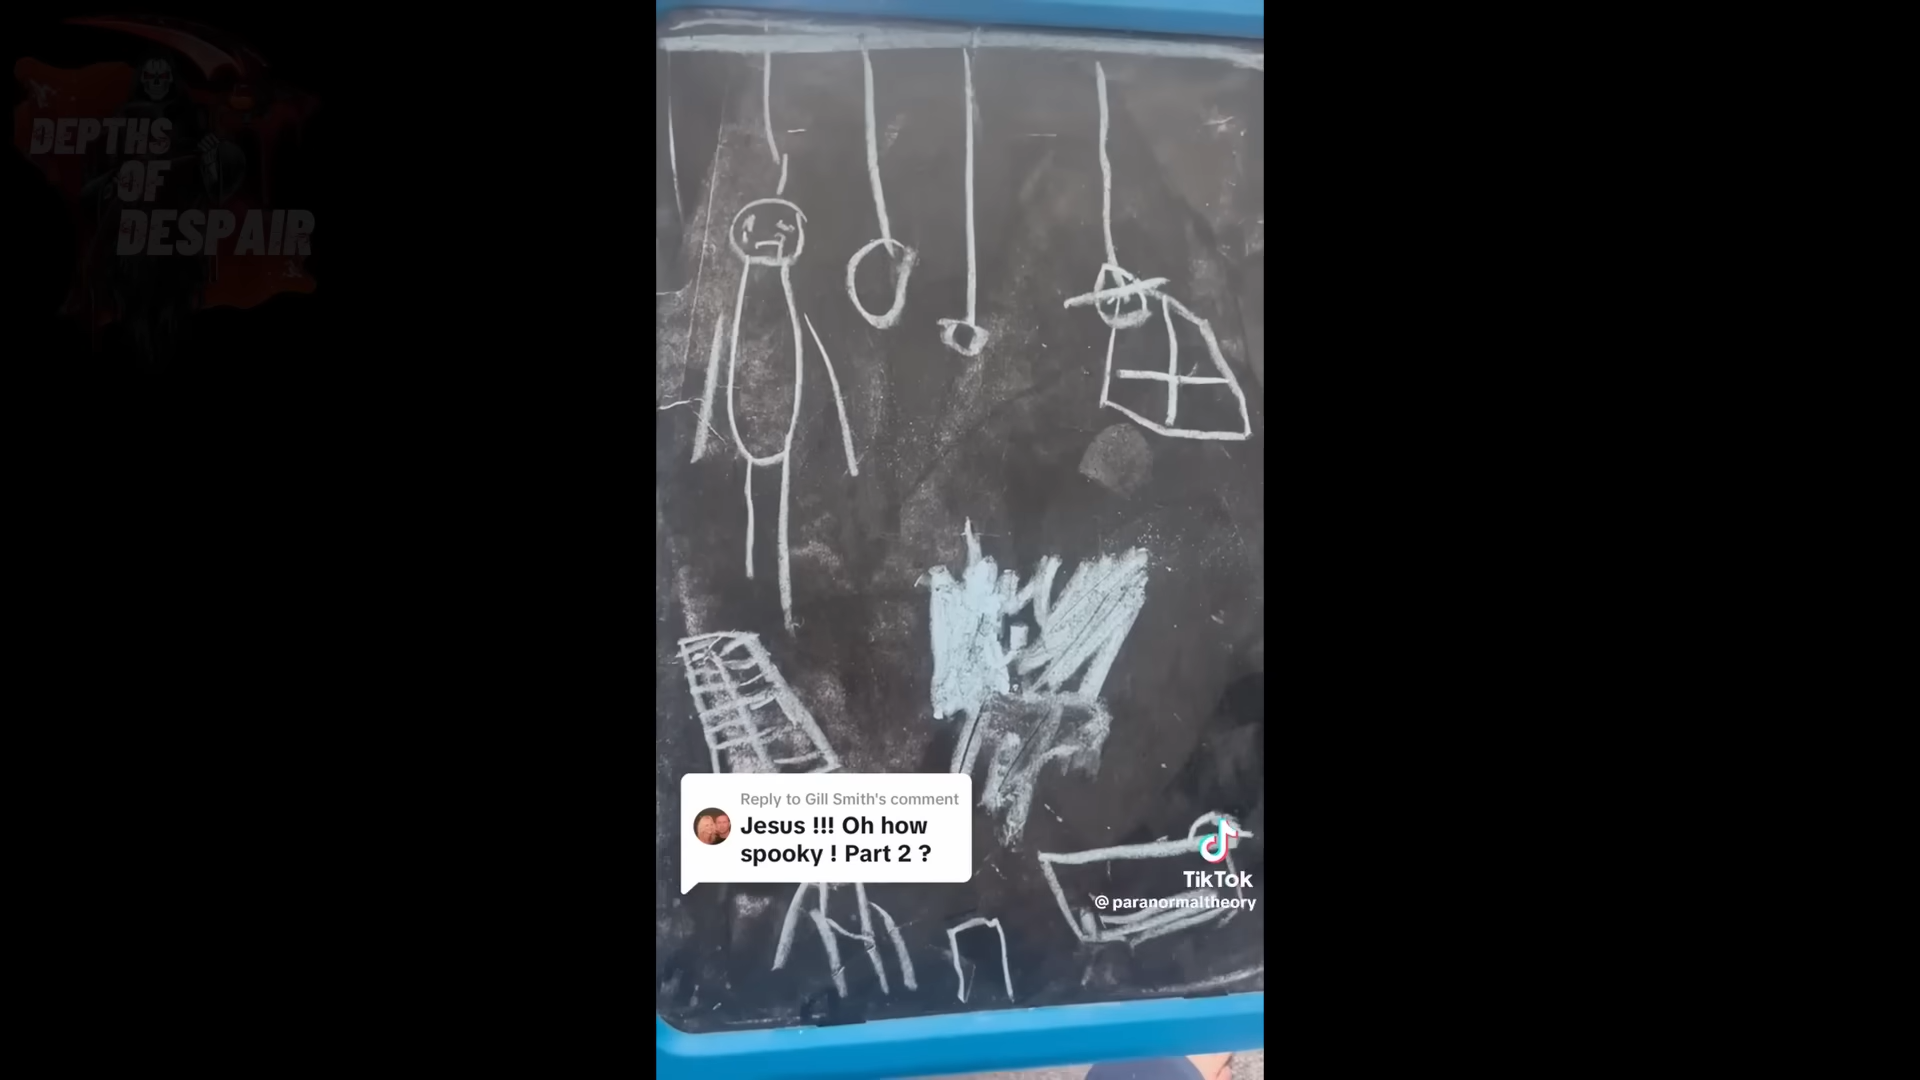 DEPTHS
OF
DESPAIR
Reply to Gill Smith's comment
Jesus !!! Oh how
spooky ! Part 2 ?
TikTok
@paranormaltheory